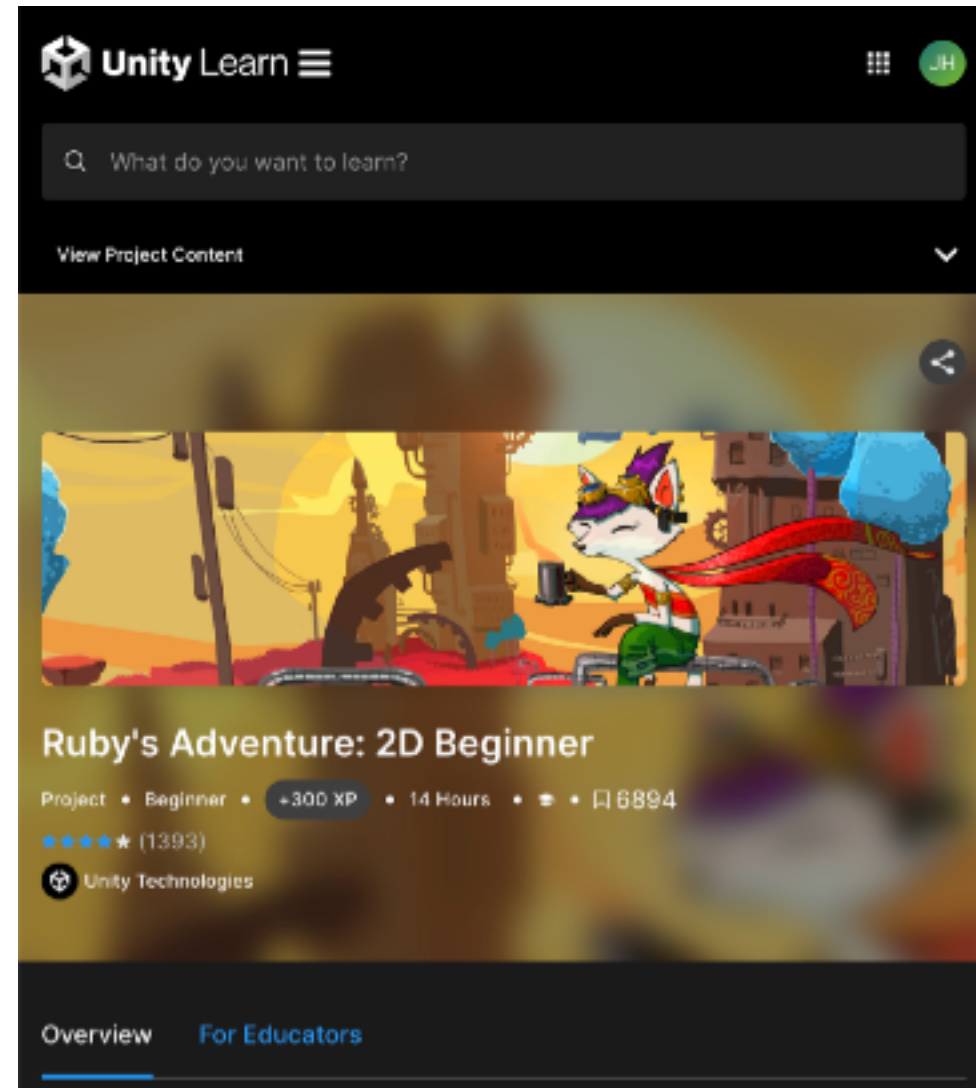 Unity Learn
JH
What do you want to learn?
View Project Content
Ruby's Adventure: 2D Beginner
Project • Beginner • +300 XP • 14 Hours • • 6894
(1393)
Unity Technologies
Overview For Educators